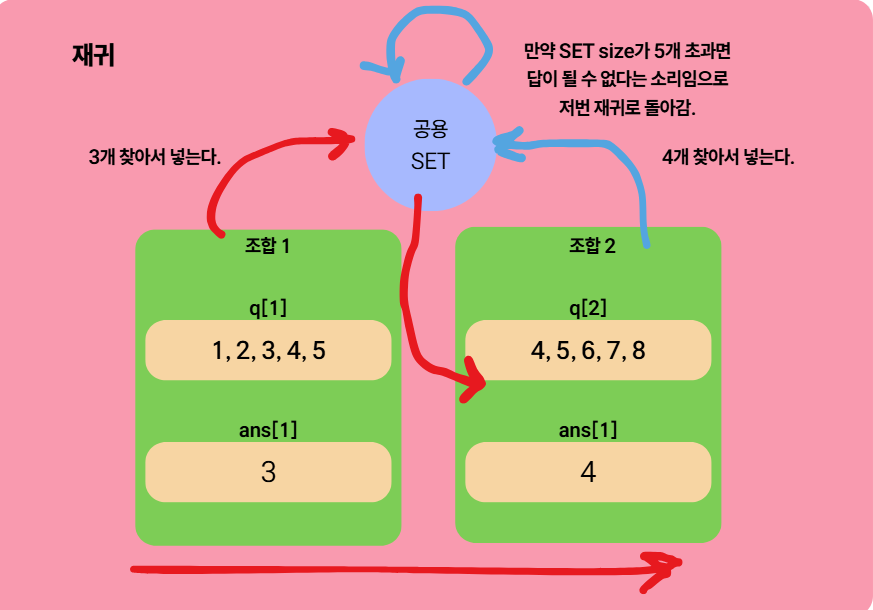 재귀
만약 SET size가 5개 초과면
답이 될 수 없다는 소리임으로
저번 재귀로 돌아감.
공용
SET
3개 찾아서 넣는다.
4개 찾아서 넣는다.
조합 1
q[1]
1, 2, 3, 4, 5
ans[1]
3
조합 2
q[2]
4, 5, 6, 7, 8
ans[1]
4